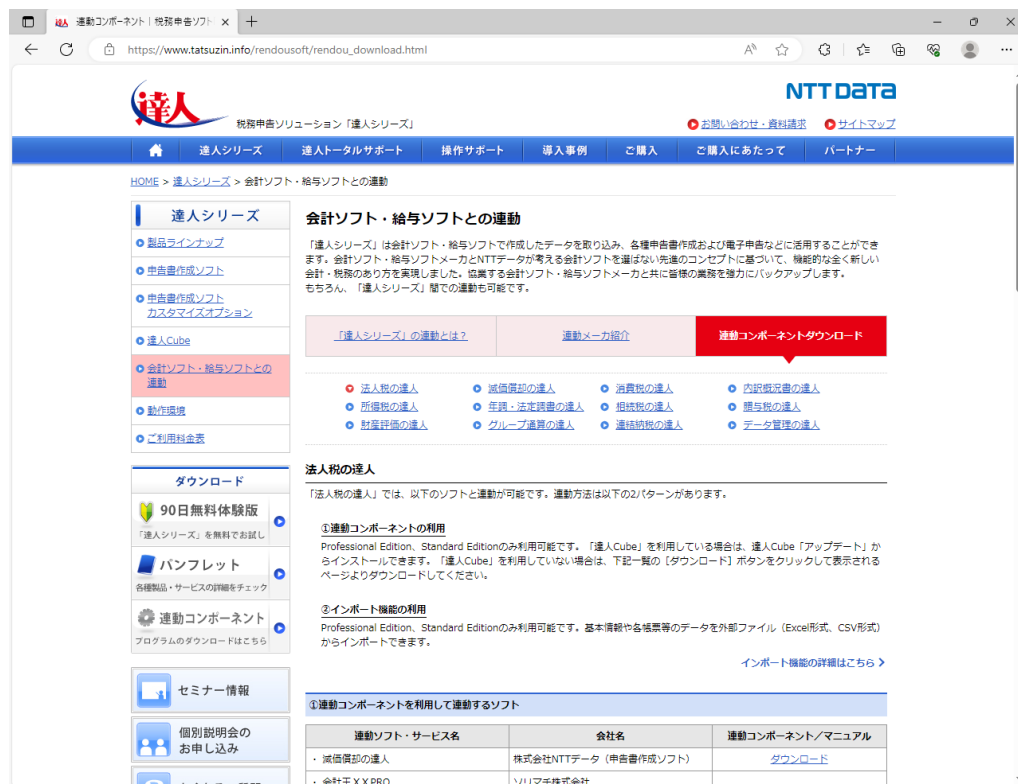 達人 連動コンポーネント｜税務申告ソフト
https://www.tatsuzin.info/rendousoft/rendou_download.html
達人
税務申告ソリューション「達人シリーズ」
NTT DATA
お問い合わせ・資料請求 サイトマップ
達人シリーズ 達人トータルサポート 操作サポート 導入事例 ご購入 ご購入にあたって パートナー
HOME > 達人シリーズ > 会計ソフト・給与ソフトとの連動
達人シリーズ
製品ラインナップ
申告書作成ソフト
申告書作成ソフト
カスタマイズオプション
達人Cube
会計ソフト・給与ソフトとの
連動
動作環境
ご利用料金表
ダウンロード
90日無料体験版
「達人シリーズ」を無料でお試し
パンフレット
各種製品・サービスの詳細をチェック
連動コンポーネント
プログラムのダウンロードはこちら
セミナー情報
個別説明会の
お申し込み
会計ソフト・給与ソフトとの連動
「達人シリーズ」は会計ソフト・給与ソフトで作成したデータを取り込み、各種申告書作成および電子申告などに活用することができ
ます。会計ソフト・給与ソフトメーカとNTTデータが考える会計ソフトを選ばない先進のコンセプトに基づいて、機能的な全く新しい
会計・税務のあり方を実現しました。協業する会計ソフト・給与ソフトメーカと共に皆様の業務を強力にバックアップします。
もちろん、「達人シリーズ」間での連動も可能です。
「達人シリーズ」の連動とは？ 連動メーカ紹介 連動コンポーネントダウンロード
法人税の達人 減価償却の達人 消費税の達人 内訳概況書の達人
所得税の達人 年調・法定調書の達人 相続税の達人 贈与税の達人
財産評価の達人 グループ通算の達人 連結納税の達人 データ管理の達人
法人税の達人
「法人税の達人」では、以下のソフトと連動が可能です。連動方法は以下の2パターンがあります。
①連動コンポーネントの利用
Professional Edition、Standard Editionのみ利用可能です。「達人Cube」を利用している場合は、達人Cube「アップデート」か
らインストールできます。「達人Cube」を利用していない場合は、下記一覧の［ダウンロード］ボタンをクリックして表示される
ページよりダウンロードしてください。
②インポート機能の利用
Professional Edition、Standard Editionのみ利用可能です。基本情報や各帳票等のデータを外部ファイル（Excel形式、CSV形式）
からインポートできます。
インポート機能の詳細はこちら
①連動コンポーネントを利用して連動するソフト
連動ソフト・サービス名 会社名 連動コンポーネント／マニュアル
・ 減価償却の達人 株式会社NTTデータ（申告書作成ソフト） ダウンロード
・ 会計王XXPRO ソリマチ株式会社